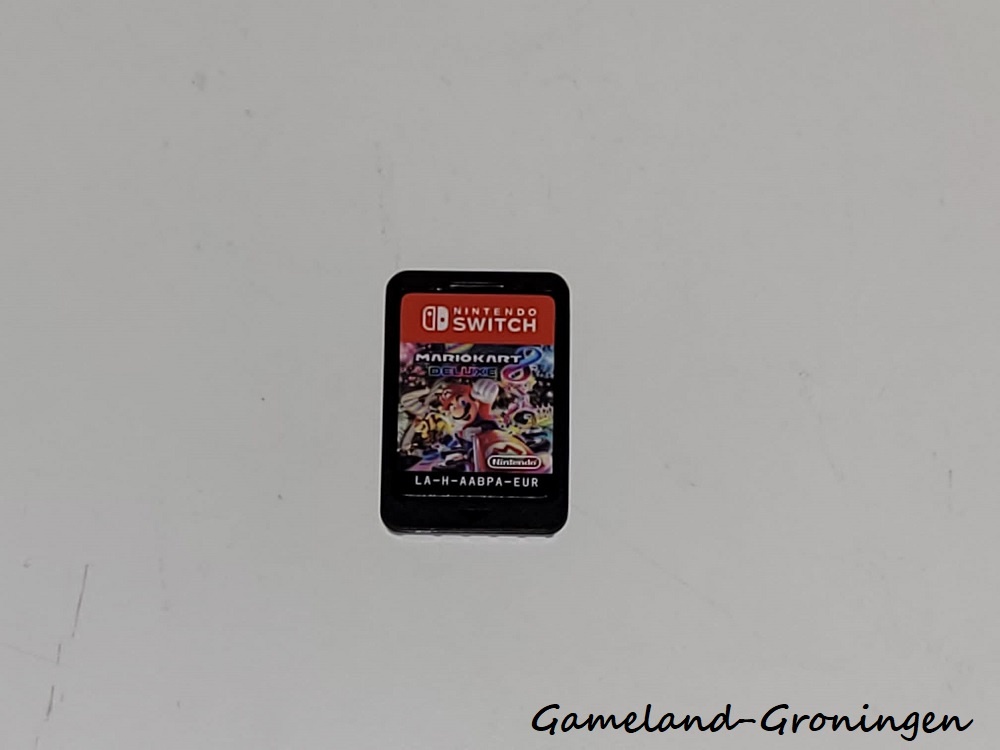 NINTENDO
SWITCH
MARIOKART 8
DELUXE
Nintendo
LA-H-AABPA-EUR
Gameland-Groningen